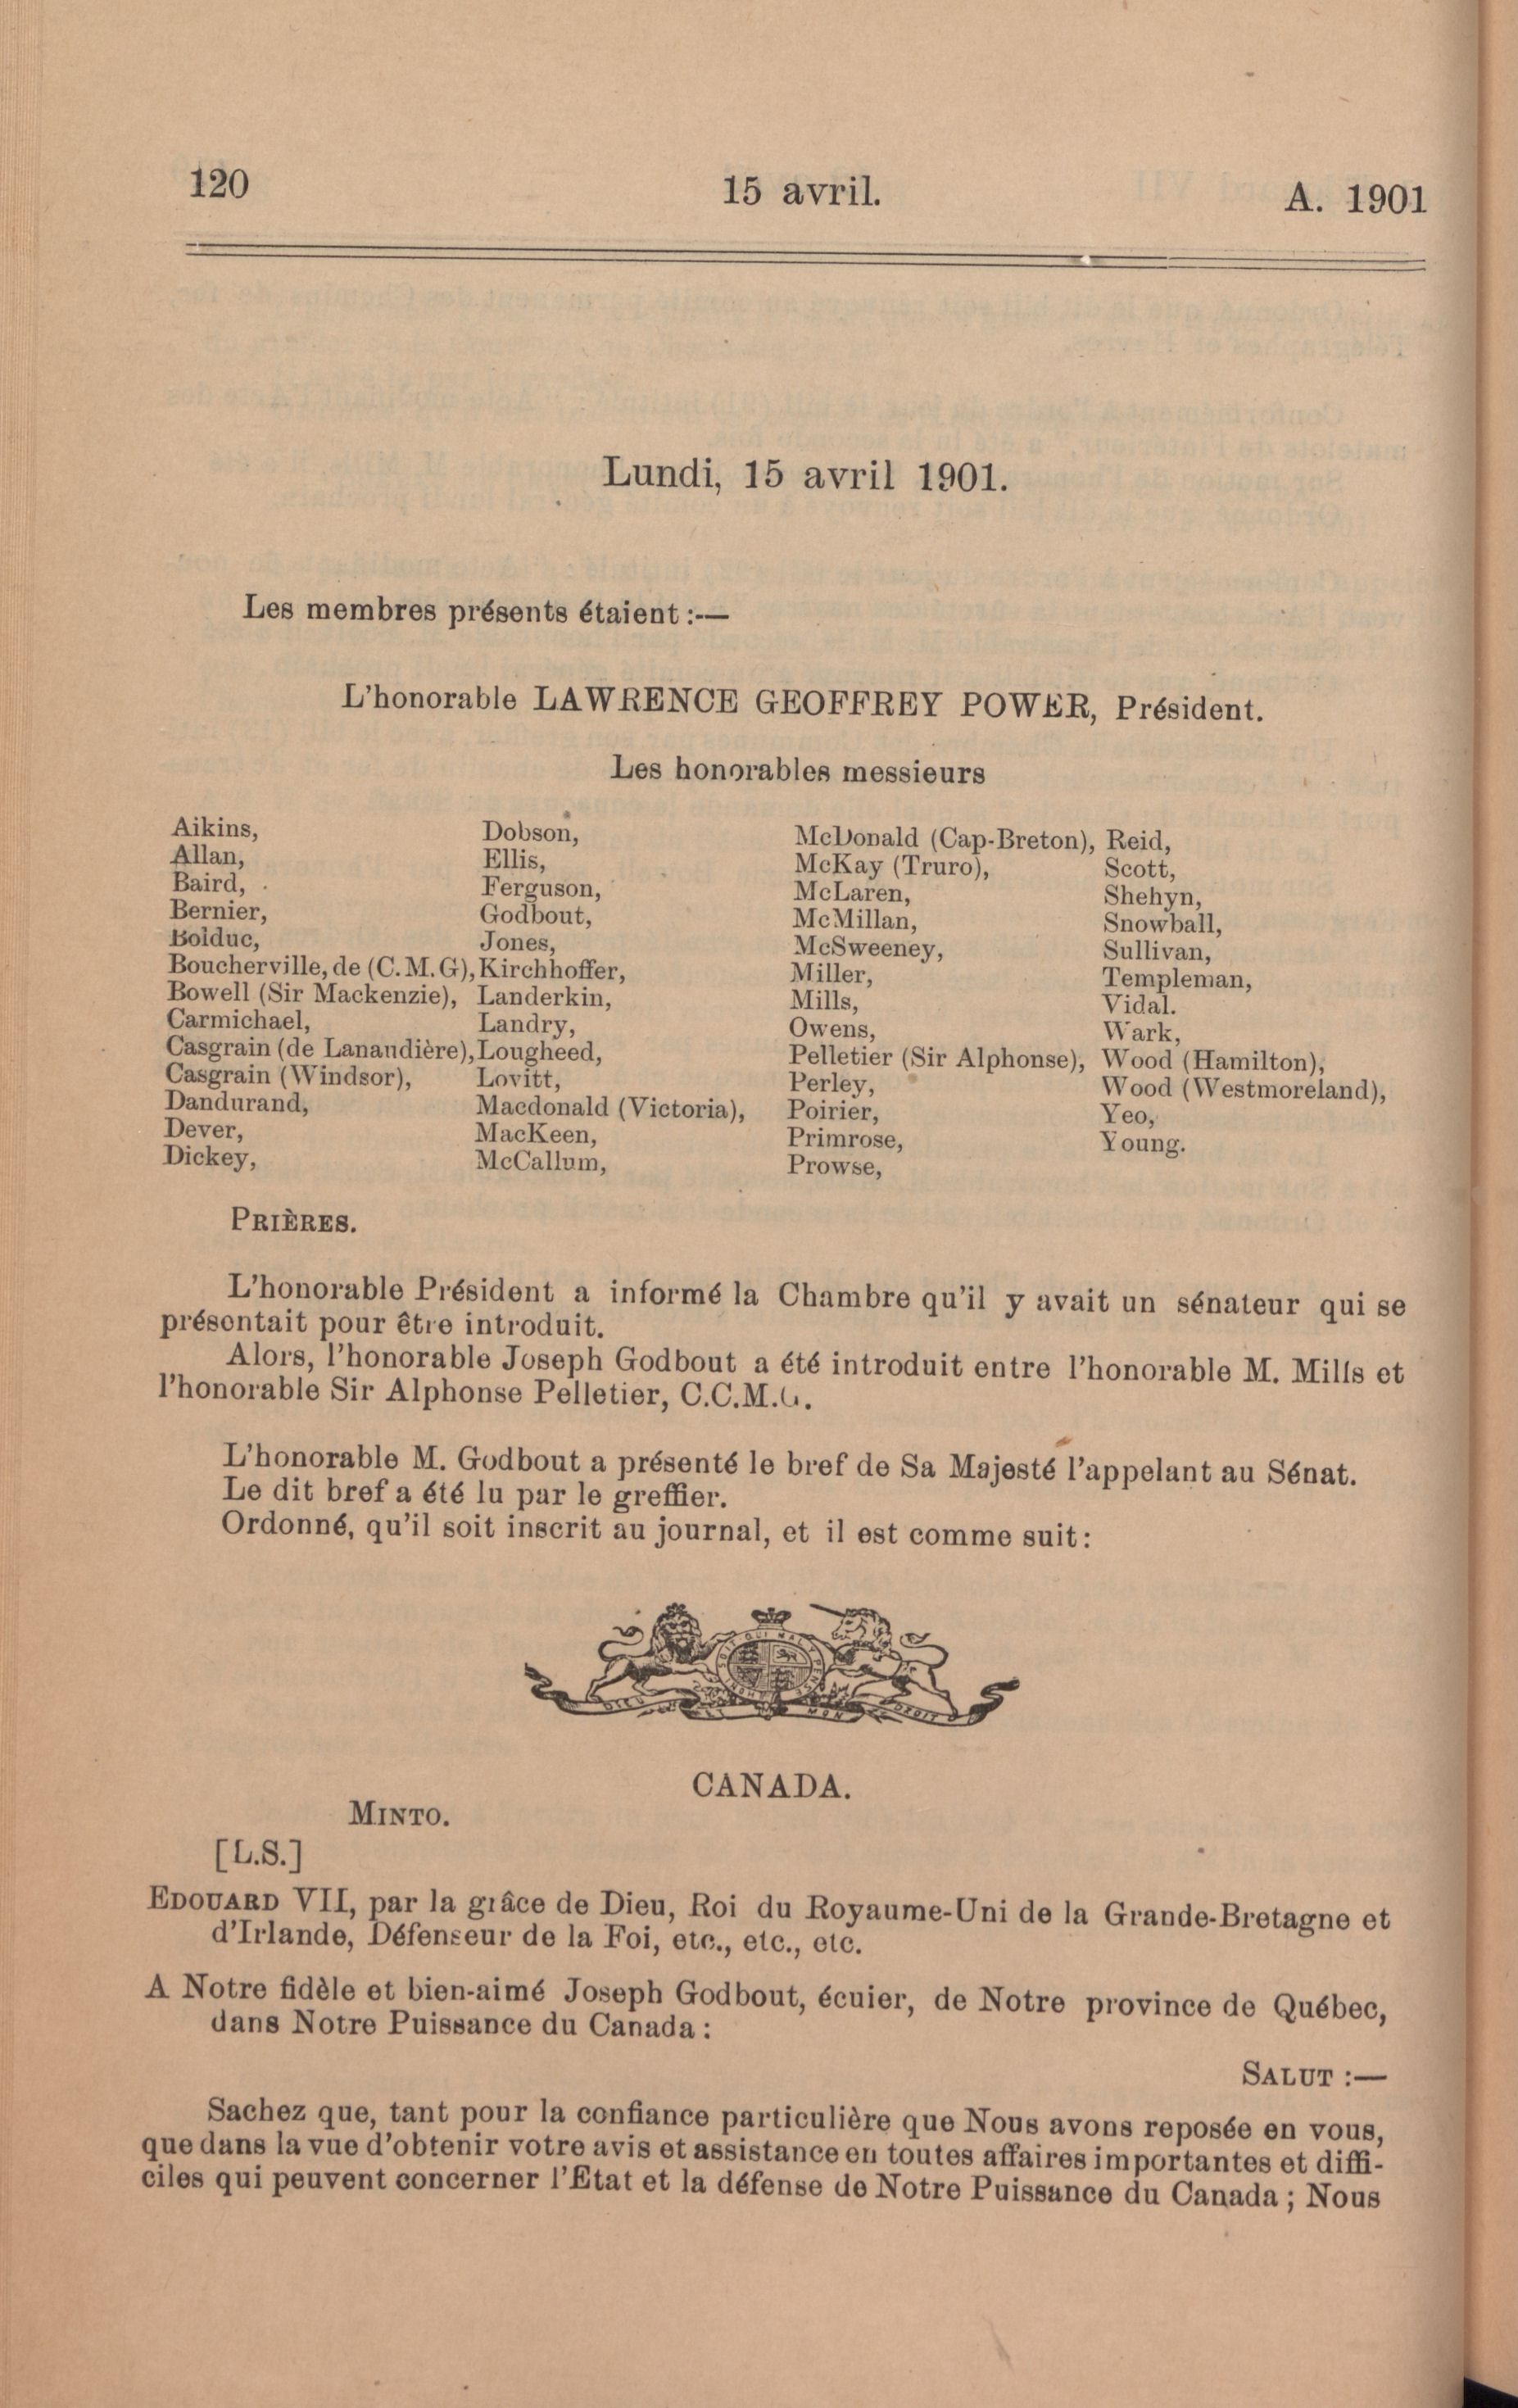 120
15 avril.
A. 1901
Lundi, 15 avril 1901.
Les membres présents étaient :—
L'honorable LAWRENCE GEOFFREY POWER, Président.
Les honorables messieurs
Aikins,
Allan,
Baird,
Bernier,
Bolduc,
Boucherville, de (C.M.G),
Bowell (Sir Mackenzie),
Carmichael,
Casgrain (de Lanaudière),
Casgrain (Windsor),
Dandurand,
Dever,
Dickey,
Dobson,
Ellis,
Ferguson,
Godbout,
Jones,
Kirchhoffer,
Landerkin,
Landry,
Lougheed,
Lovitt,
Macdonald (Victoria),
MacKeen,
McCallum,
McDonald (Cap-Breton),
McKay (Truro),
McLaren,
McMillan,
McSweeney,
Miller,
Mills,
Owens,
Pelletier (Sir Alphonse),
Perley,
Poirier,
Primrose,
Prowse,
Reid,
Scott,
Shehyn,
Snowball,
Sullivan,
Templeman,
Vidal.
Wark,
Wood (Hamilton),
Wood (Westmoreland),
Yeo,
Young.
PRIÈRES.
L'honorable Président a informé la Chambre qu'il y avait un sénateur qui se
présentait pour être introduit.
Alors, l'honorable Joseph Godbout a été introduit entre l'honorable M. Mills et
l'honorable Sir Alphonse Pelletier, C.C.M.G.
L'honorable M. Godbout a présenté le bref de Sa Majesté l'appelant au Sénat.
Le dit bref a été lu par le greffier.
Ordonné, qu'il soit inscrit au journal, et il est comme suit :
DIEU ET MON DROIT
CANADA.
MINTO.
[L.S.]
EDOUARD VII, par la grâce de Dieu, Roi du Royaume-Uni de la Grande-Bretagne et
d'Irlande, Défenseur de la Foi, etc., etc., etc.
A Notre fidèle et bien-aimé Joseph Godbout, écuier, de Notre province de Québec,
dans Notre Puissance du Canada :
SALUT :—
Sachez que, tant pour la confiance particulière que Nous avons reposée en vous,
que dans la vue d'obtenir votre avis et assistance en toutes affaires importantes et diffi-
ciles qui peuvent concerner l'Etat et la défense de Notre Puissance du Canada ; Nous